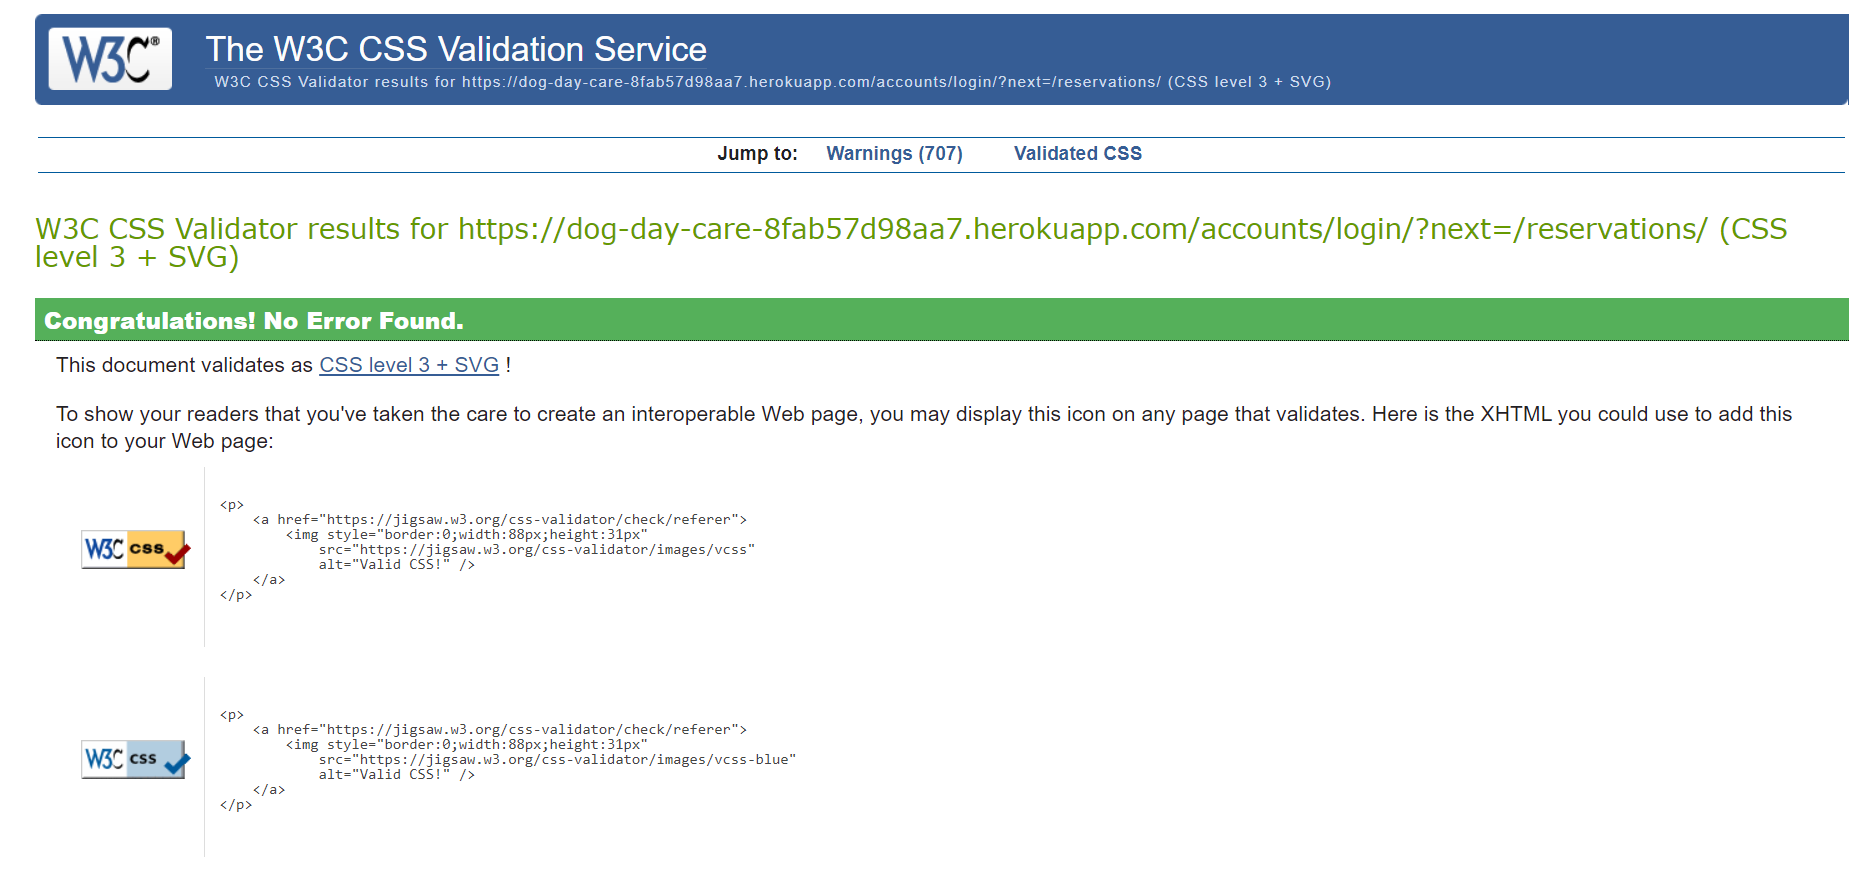 W3C®
The W3C CSS Validation Service
W3C CSS Validator results for https://dog-day-care-8fab57d98aa7.herokuapp.com/accounts/login/?next=/reservations/ (CSS level 3 + SVG)
Jump to: Warnings (707) Validated CSS
W3C CSS Validator results for https://dog-day-care-8fab57d98aa7.herokuapp.com/accounts/login/?next=/reservations/ (CSS
level 3 + SVG)
Congratulations! No Error Found.
This document validates as CSS level 3 + SVG !
To show your readers that you've taken the care to create an interoperable Web page, you may display this icon on any page that validates. Here is the XHTML you could use to add this
icon to your Web page:
W3C css
<p>
<a href="https://jigsaw.w3.org/css-validator/check/referer">
<img style="border:0;width:88px;height:31px"
src="https://jigsaw.w3.org/css-validator/images/vcss"
alt="Valid CSS!" />
</a>
</p>
W3C css
<p>
<a href="https://jigsaw.w3.org/css-validator/check/referer">
<img style="border:0;width:88px;height:31px"
src="https://jigsaw.w3.org/css-validator/images/vcss-blue"
alt="Valid CSS!" />
</a>
</p>